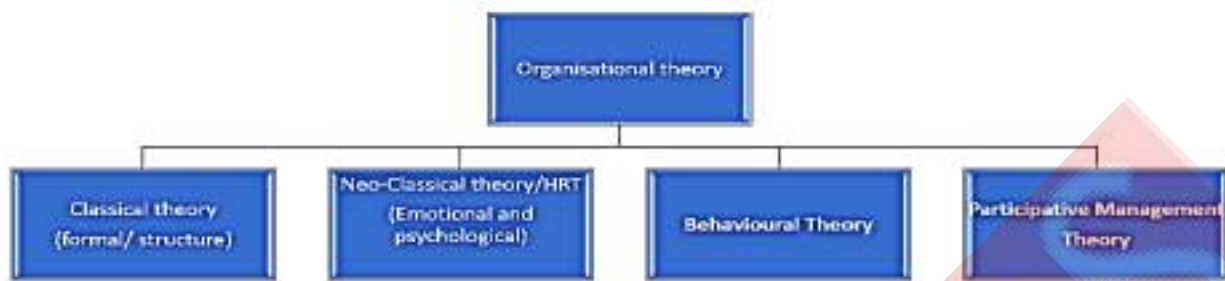 Organisational theory
Classical theory
(formal/ structure)
Neo-Classical theory/HRT
(Emotional and
psychological)
Behavioural Theory
Participative Management
Theory